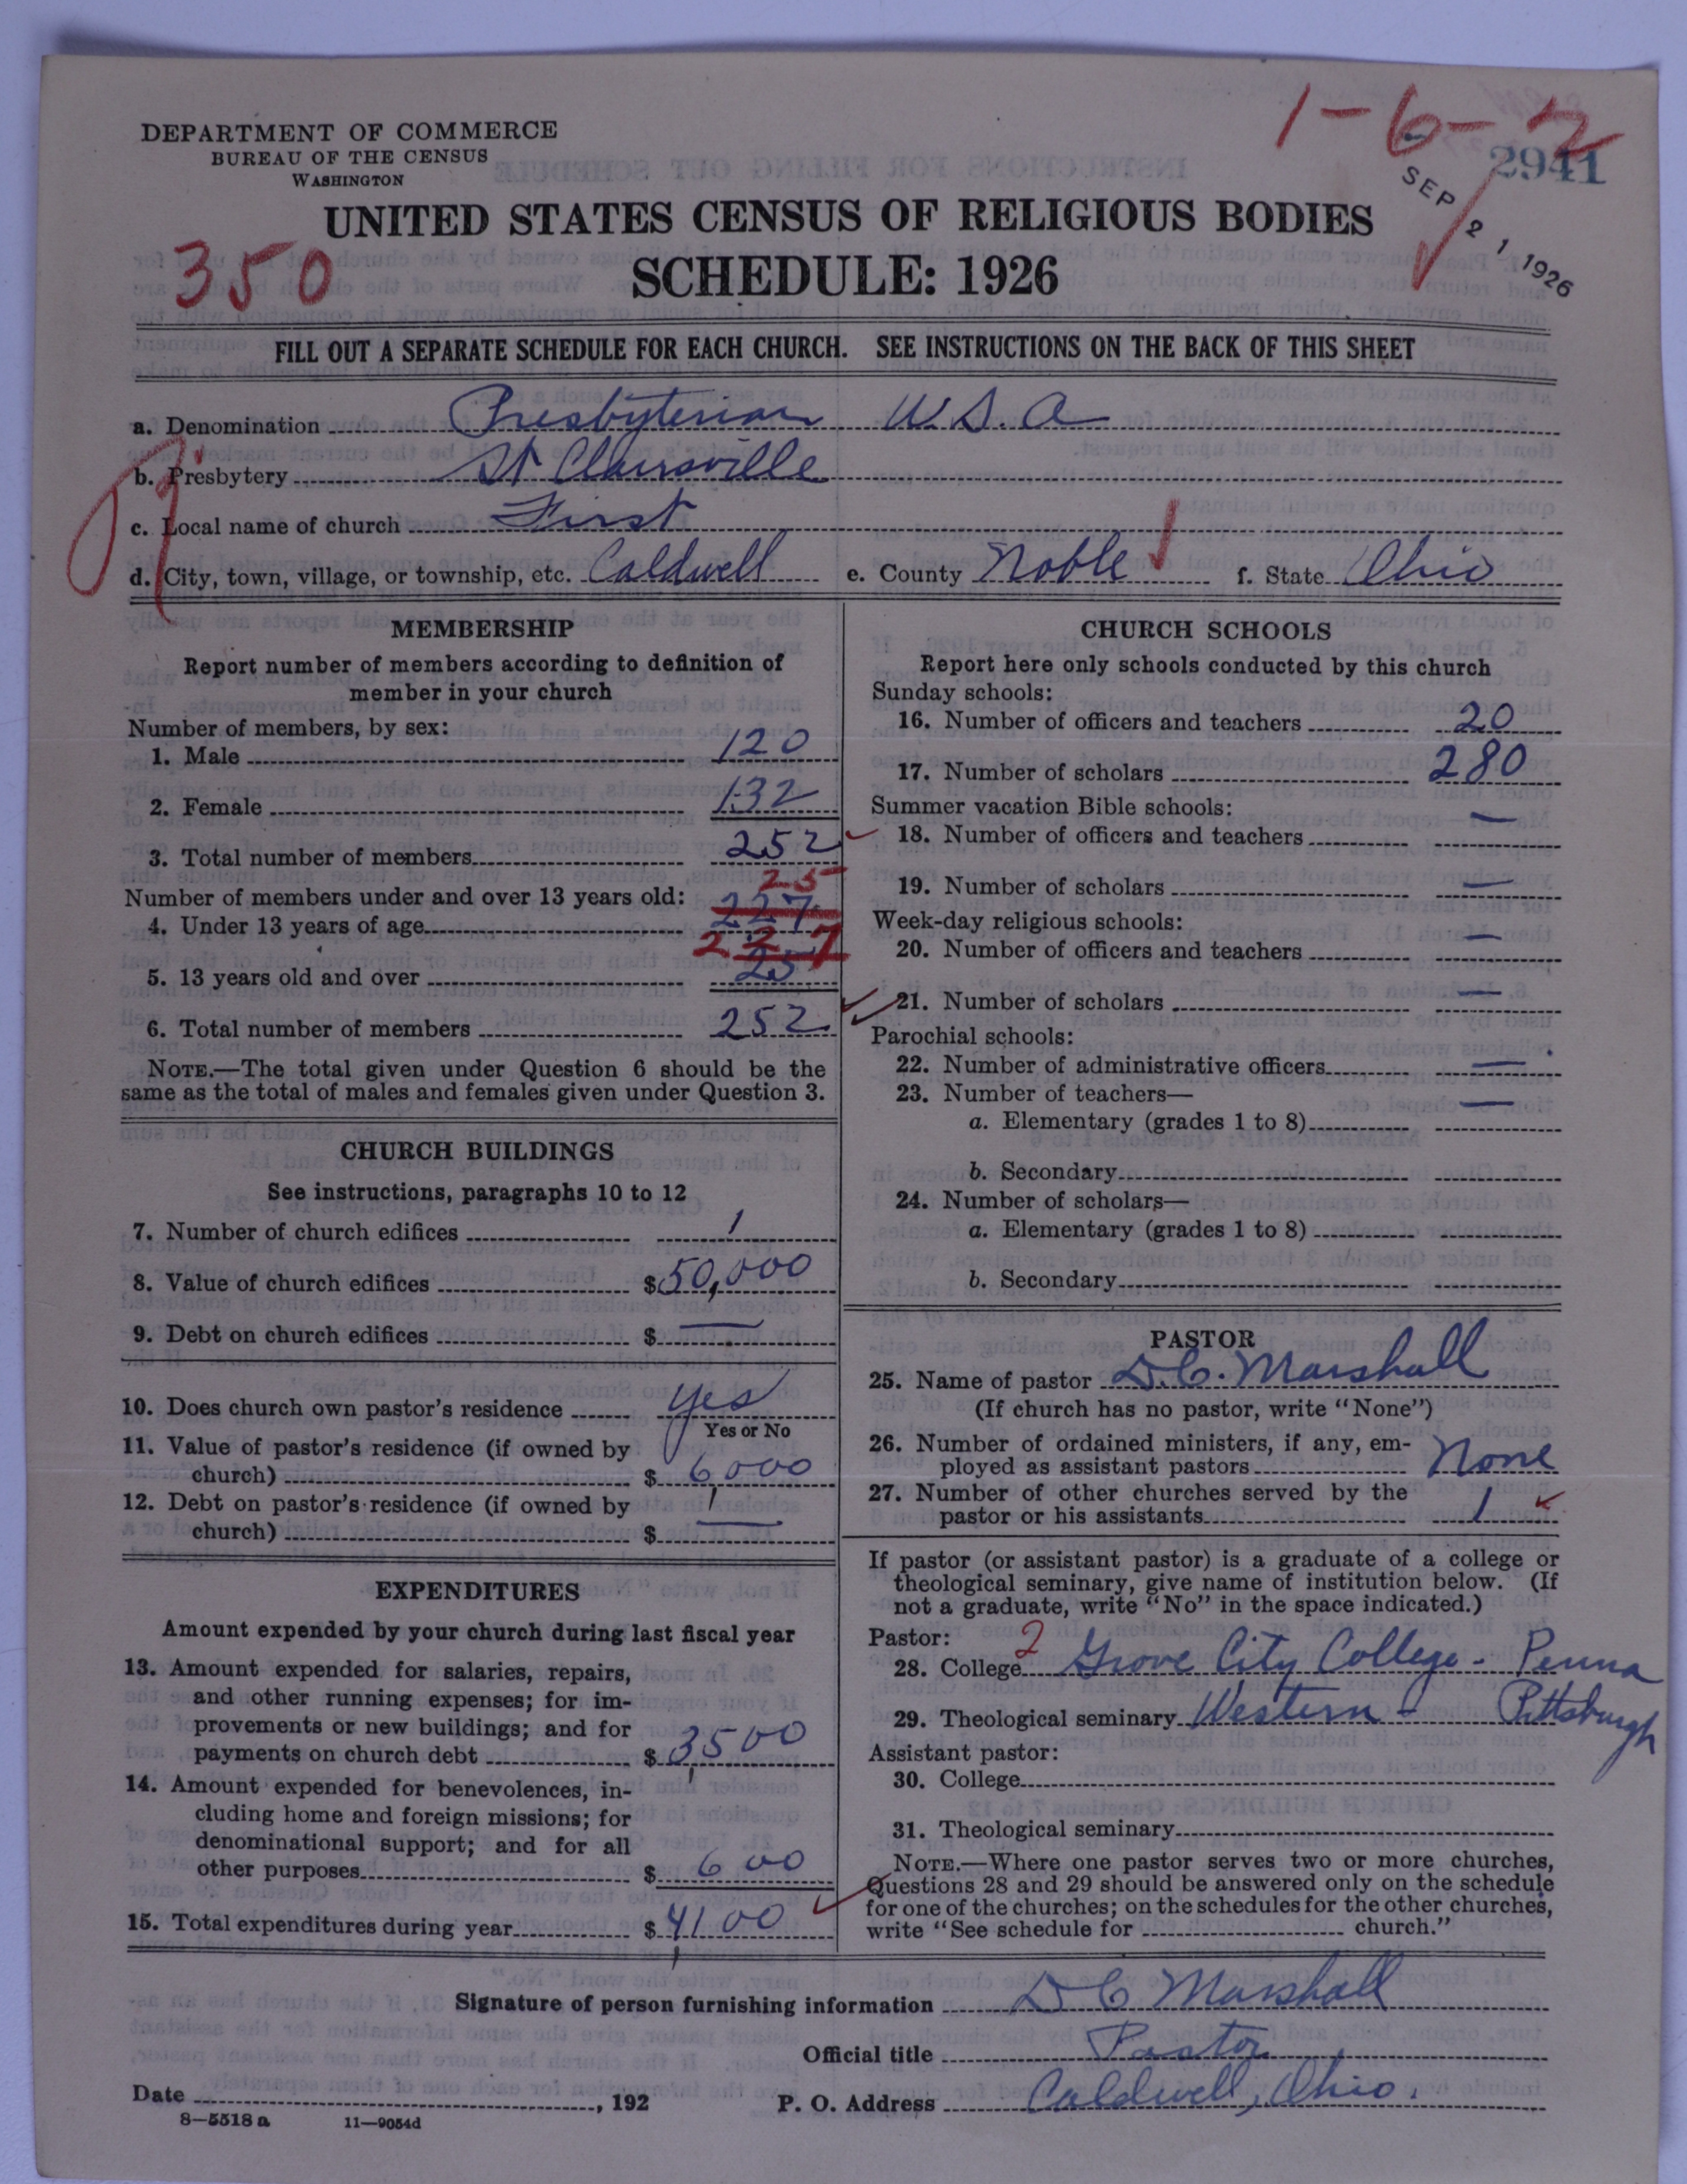 1-6-2
2941
SEP 21 1926
DEPARTMENT OF COMMERCE
BUREAU OF THE CENSUS
WASHINGTON
UNITED STATES CENSUS OF RELIGIOUS BODIES
350
SCHEDULE: 1926
FILL OUT A SEPARATE SCHEDULE FOR EACH CHURCH. SEE INSTRUCTIONS ON THE BACK OF THIS SHEET
a. Denomination Presbyterian U.S.A
b. Presbytery St Clairsville
c. Local name of church First
d. City, town, village, or township, etc. Caldwell e. County Noble f. State Ohio
MEMBERSHIP
Report number of members according to definition of
member in your church
Number of members, by sex:
1. Male 120
2. Female 132
3. Total number of members 252
Number of members under and over 13 years old:
25
4. Under 13 years of age 227
227
5. 13 years old and over 25
6. Total number of members 252
NOTE.—The total given under Question 6 should be the
same as the total of males and females given under Question 3.
CHURCH BUILDINGS
See instructions, paragraphs 10 to 12
7. Number of church edifices 1
8. Value of church edifices $50,000
9. Debt on church edifices $ —
10. Does church own pastor's residence yes
Yes or No
11. Value of pastor's residence (if owned by
church) $ 6,000
12. Debt on pastor's residence (if owned by
church) $ —
EXPENDITURES
Amount expended by your church during last fiscal year
13. Amount expended for salaries, repairs,
and other running expenses; for im-
provements or new buildings; and for
payments on church debt $ 3,500
14. Amount expended for benevolences, in-
cluding home and foreign missions; for
denominational support; and for all
other purposes $ 600
15. Total expenditures during year $ 4,100
CHURCH SCHOOLS
Report here only schools conducted by this church
Sunday schools:
16. Number of officers and teachers 20
17. Number of scholars 280
Summer vacation Bible schools:
18. Number of officers and teachers —
19. Number of scholars —
Week-day religious schools:
20. Number of officers and teachers —
21. Number of scholars —
Parochial schools:
22. Number of administrative officers —
23. Number of teachers— —
a. Elementary (grades 1 to 8)
b. Secondary
24. Number of scholars—
a. Elementary (grades 1 to 8)
b. Secondary
PASTOR
25. Name of pastor D.C. Marshall
(If church has no pastor, write "None")
26. Number of ordained ministers, if any, em-
ployed as assistant pastors None
27. Number of other churches served by the
pastor or his assistants 1
If pastor (or assistant pastor) is a graduate of a college or
theological seminary, give name of institution below. (If
not a graduate, write "No" in the space indicated.)
Pastor: 2
28. College Grove City College - Penna
29. Theological seminary Western - Pittsburgh
Assistant pastor:
30. College
31. Theological seminary
NOTE.—Where one pastor serves two or more churches,
Questions 28 and 29 should be answered only on the schedule
for one of the churches; on the schedules for the other churches,
write "See schedule for church."
Signature of person furnishing information D C Marshall
Official title Pastor
Date , 192 P. O. Address Caldwell, Ohio.
8—5518 a 11—9054d